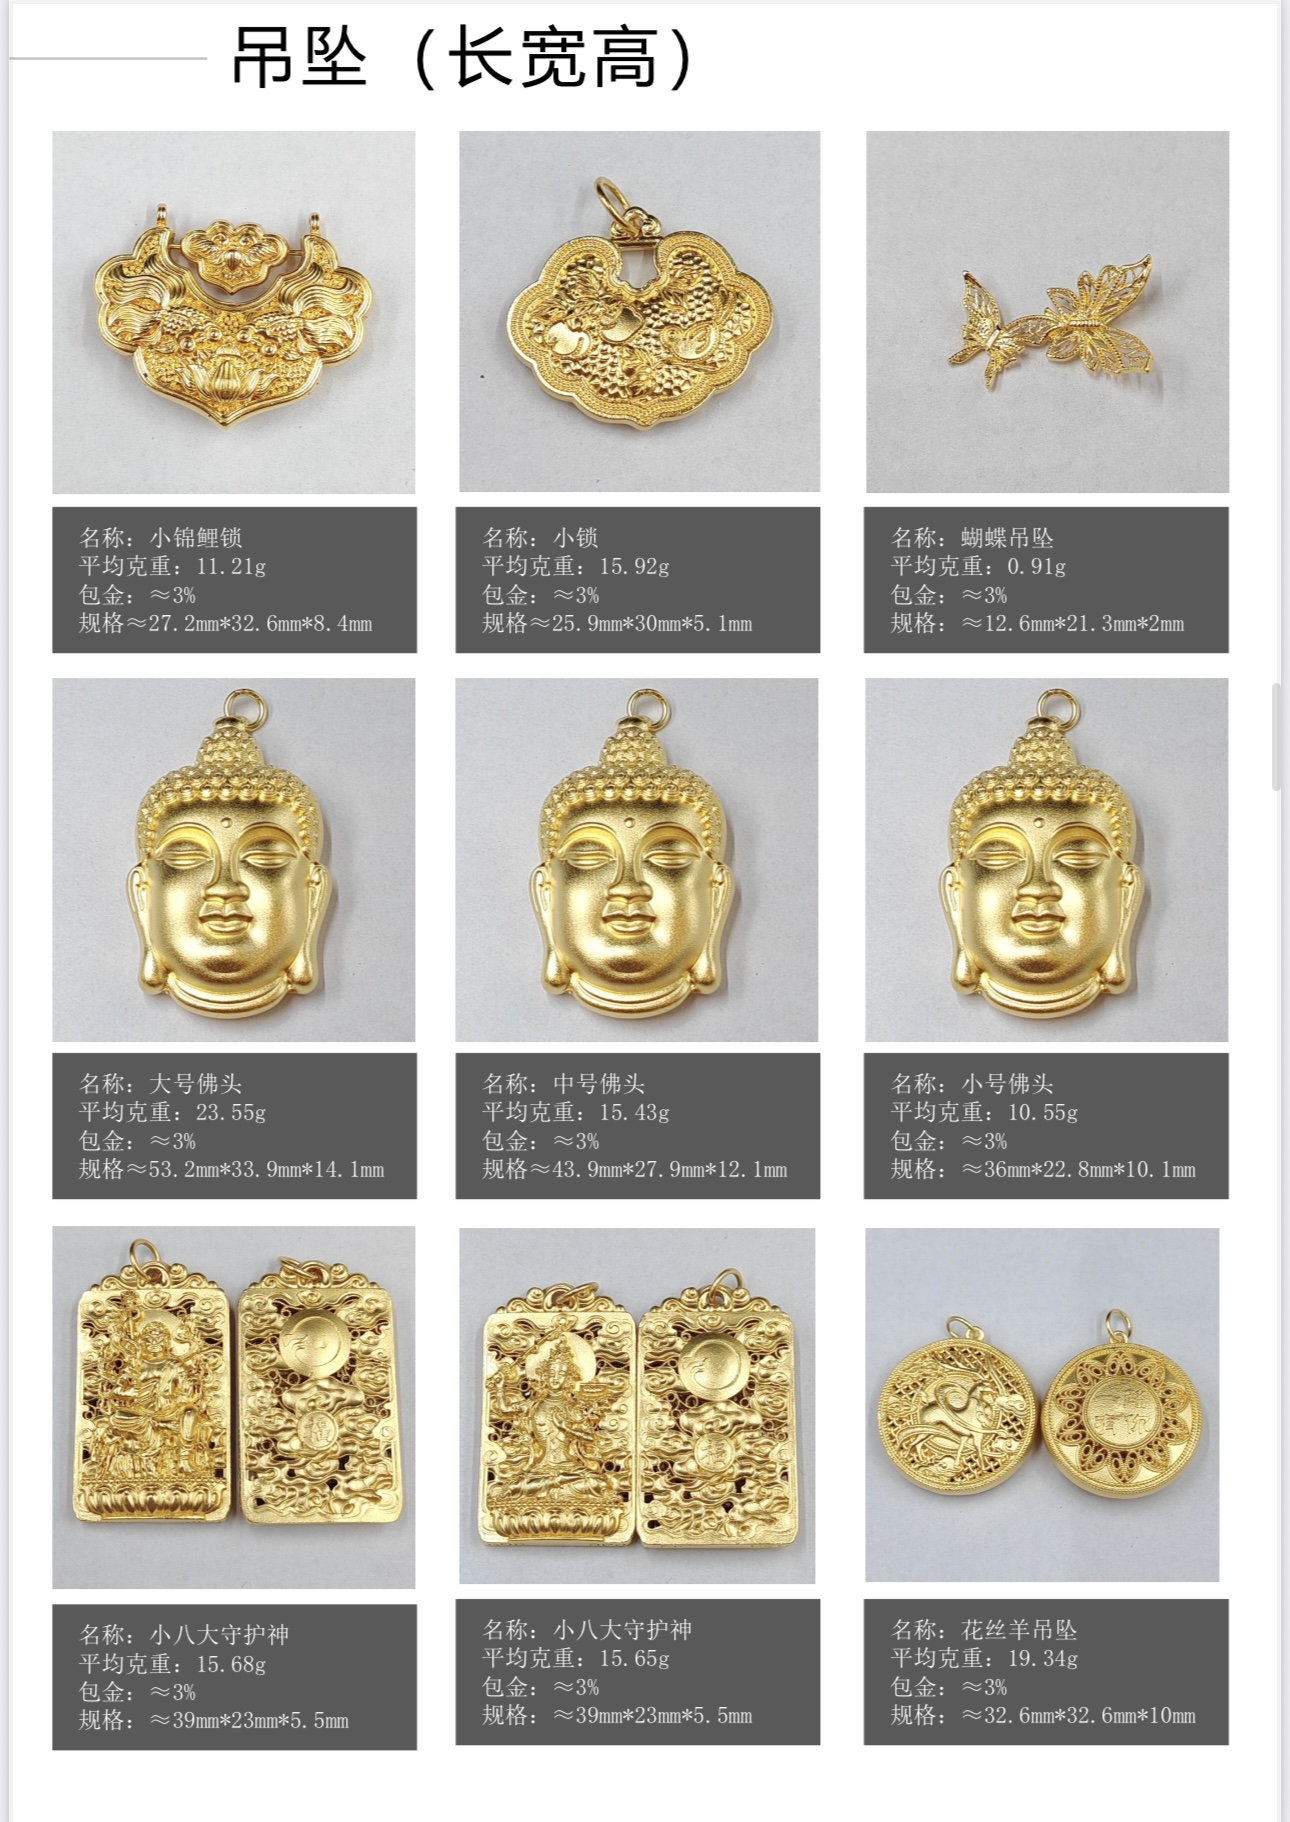 吊坠（长宽高）
名称：小锦鲤锁
平均克重：11.21g
包金：≈3%
规格≈27.2mm*32.6mm*8.4mm
名称：小锁
平均克重：15.92g
包金：≈3%
规格≈25.9mm*30mm*5.1mm
名称：蝴蝶吊坠
平均克重：0.91g
包金：≈3%
规格：≈12.6mm*21.3mm*2mm
名称：大号佛头
平均克重：23.55g
包金：≈3%
规格≈53.2mm*33.9mm*14.1mm
名称：中号佛头
平均克重：15.43g
包金：≈3%
规格≈43.9mm*27.9mm*12.1mm
名称：小号佛头
平均克重：10.55g
包金：≈3%
规格：≈36mm*22.8mm*10.1mm
名称：小八大守护神
平均克重：15.68g
包金：≈3%
规格：≈39mm*23mm*5.5mm
名称：小八大守护神
平均克重：15.65g
包金：≈3%
规格：≈39mm*23mm*5.5mm
名称：花丝羊吊坠
平均克重：19.34g
包金：≈3%
规格：≈32.6mm*32.6mm*10mm